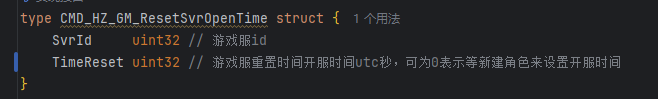 type CMD_HZ_GM_ResetSvrOpenTime struct { 1 个用法
SvrId uint32 // 游戏服id
TimeReset uint32 // 游戏服重置时间开服时间utc秒，可为0表示等新建角色来设置开服时间
}